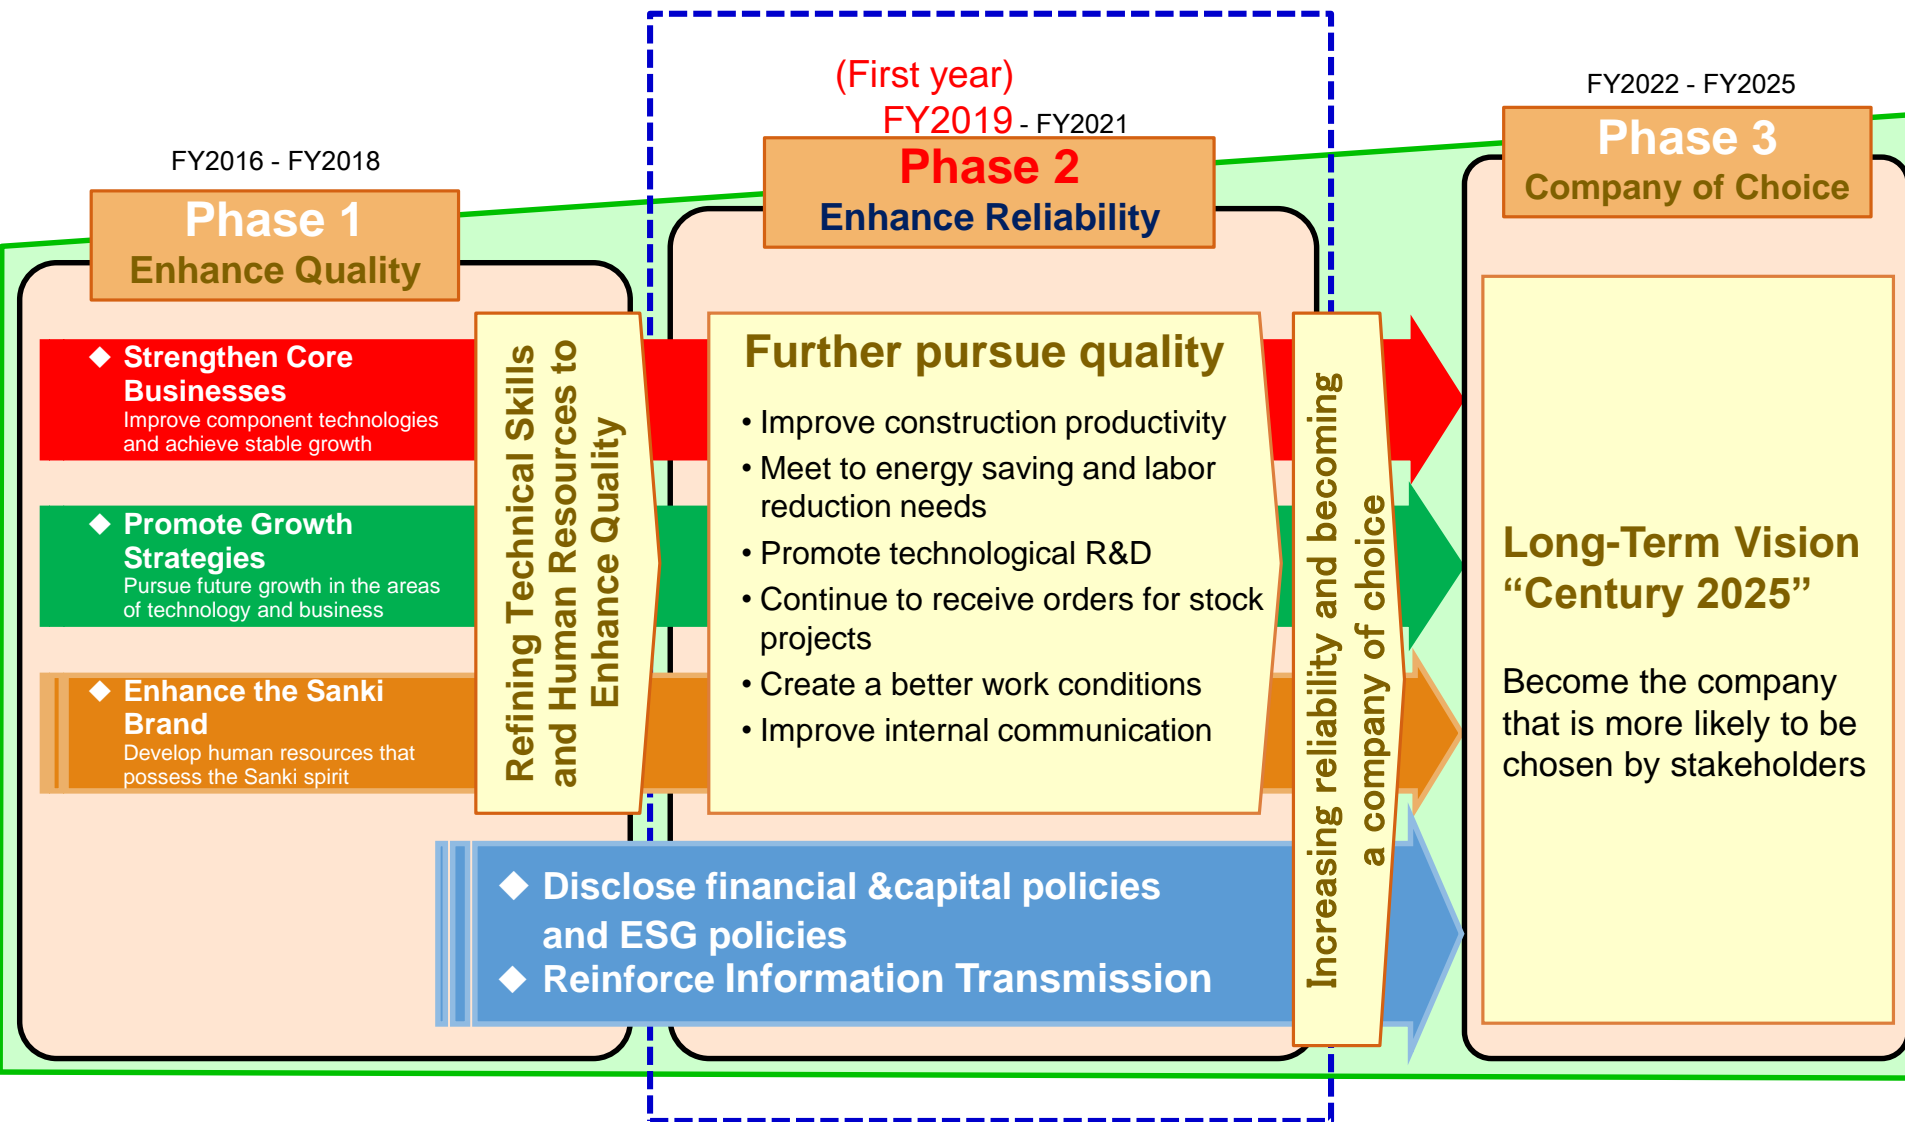 FY2016 - FY2018
Phase 1
Enhance Quality
◆ Strengthen Core
Businesses
Improve component technologies
and achieve stable growth
◆ Promote Growth
Strategies
Pursue future growth in the areas
of technology and business
◆ Enhance the Sanki
Brand
Develop human resources that
possess the Sanki spirit
Refining Technical Skills
and Human Resources to
Enhance Quality
(First year)
FY2019 - FY2021
Phase 2
Enhance Reliability
Further pursue quality
• Improve construction productivity
• Meet to energy saving and labor
reduction needs
• Promote technological R&D
• Continue to receive orders for stock
projects
• Create a better work conditions
• Improve internal communication
◆ Disclose financial &capital policies
and ESG policies
◆ Reinforce Information Transmission
Increasing reliability and becoming
a company of choice
FY2022 - FY2025
Phase 3
Company of Choice
Long-Term Vision
“Century 2025”
Become the company
that is more likely to be
chosen by stakeholders